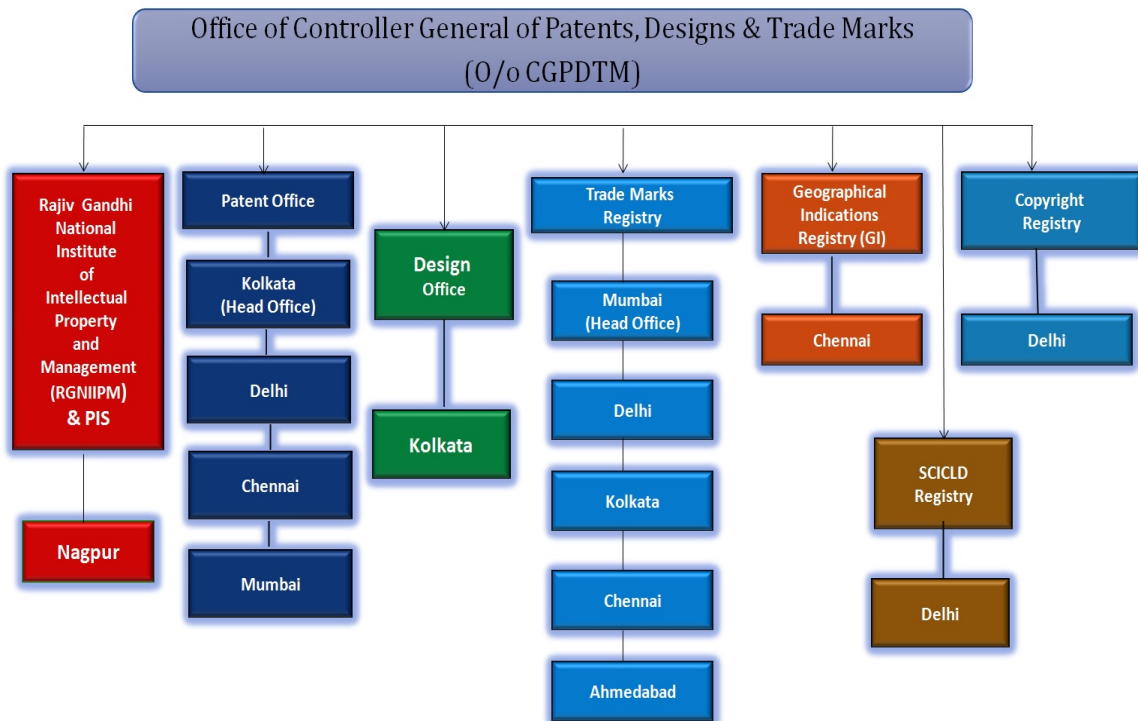 Office of Controller General of Patents, Designs & Trade Marks
(O/o CGPDTM)
Rajiv Gandhi
National
Institute
of
Intellectual
Property
and
Management
(RGNIIPM)
& PIS
Nagpur
Patent Office
Kolkata
(Head Office)
Delhi
Chennai
Mumbai
Design
Office
Kolkata
Trade Marks
Registry
Mumbai
(Head Office)
Delhi
Kolkata
Chennai
Ahmedabad
Geographical
Indications
Registry (GI)
Chennai
SCICLD
Registry
Delhi
Copyright
Registry
Delhi